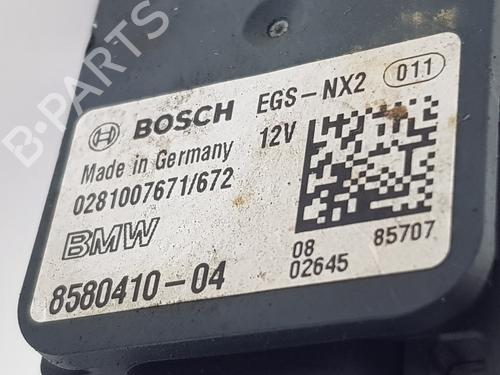 B-PARTS
BOSCH EGS-NX2 011
Made in Germany 12V
0281007671/672
BMW
8580410-04
08 85707
02645